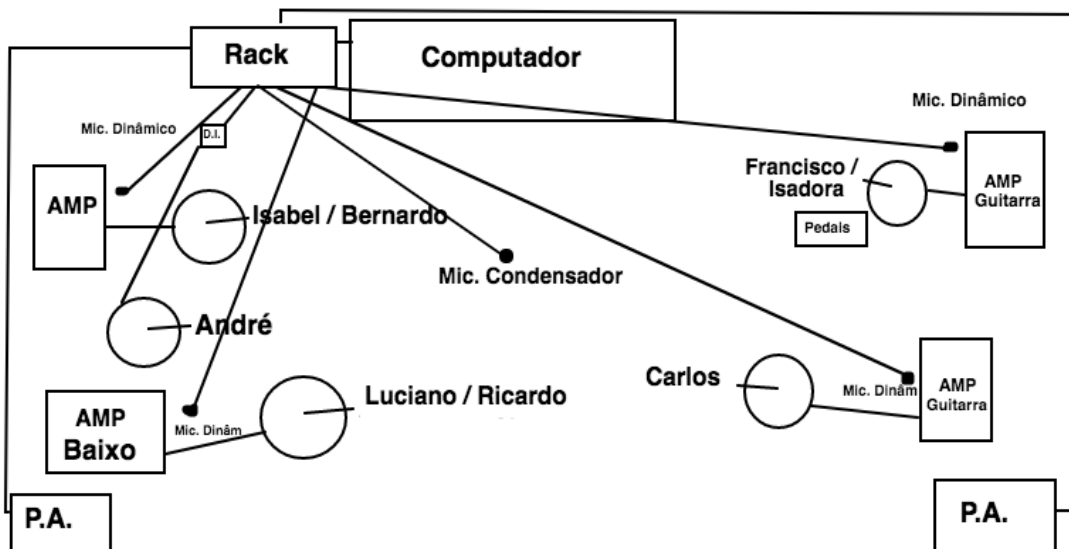 Rack
Computador
Mic. Dinâmico
D.I.
Mic. Dinâmico
AMP
Isabel / Bernardo
Francisco /
Isadora
AMP
Guitarra
Pedais
Mic. Condensador
André
Carlos
Mic. Dinâm
AMP
Guitarra
Luciano / Ricardo
AMP
Baixo
Mic. Dinâm
P.A.
P.A.